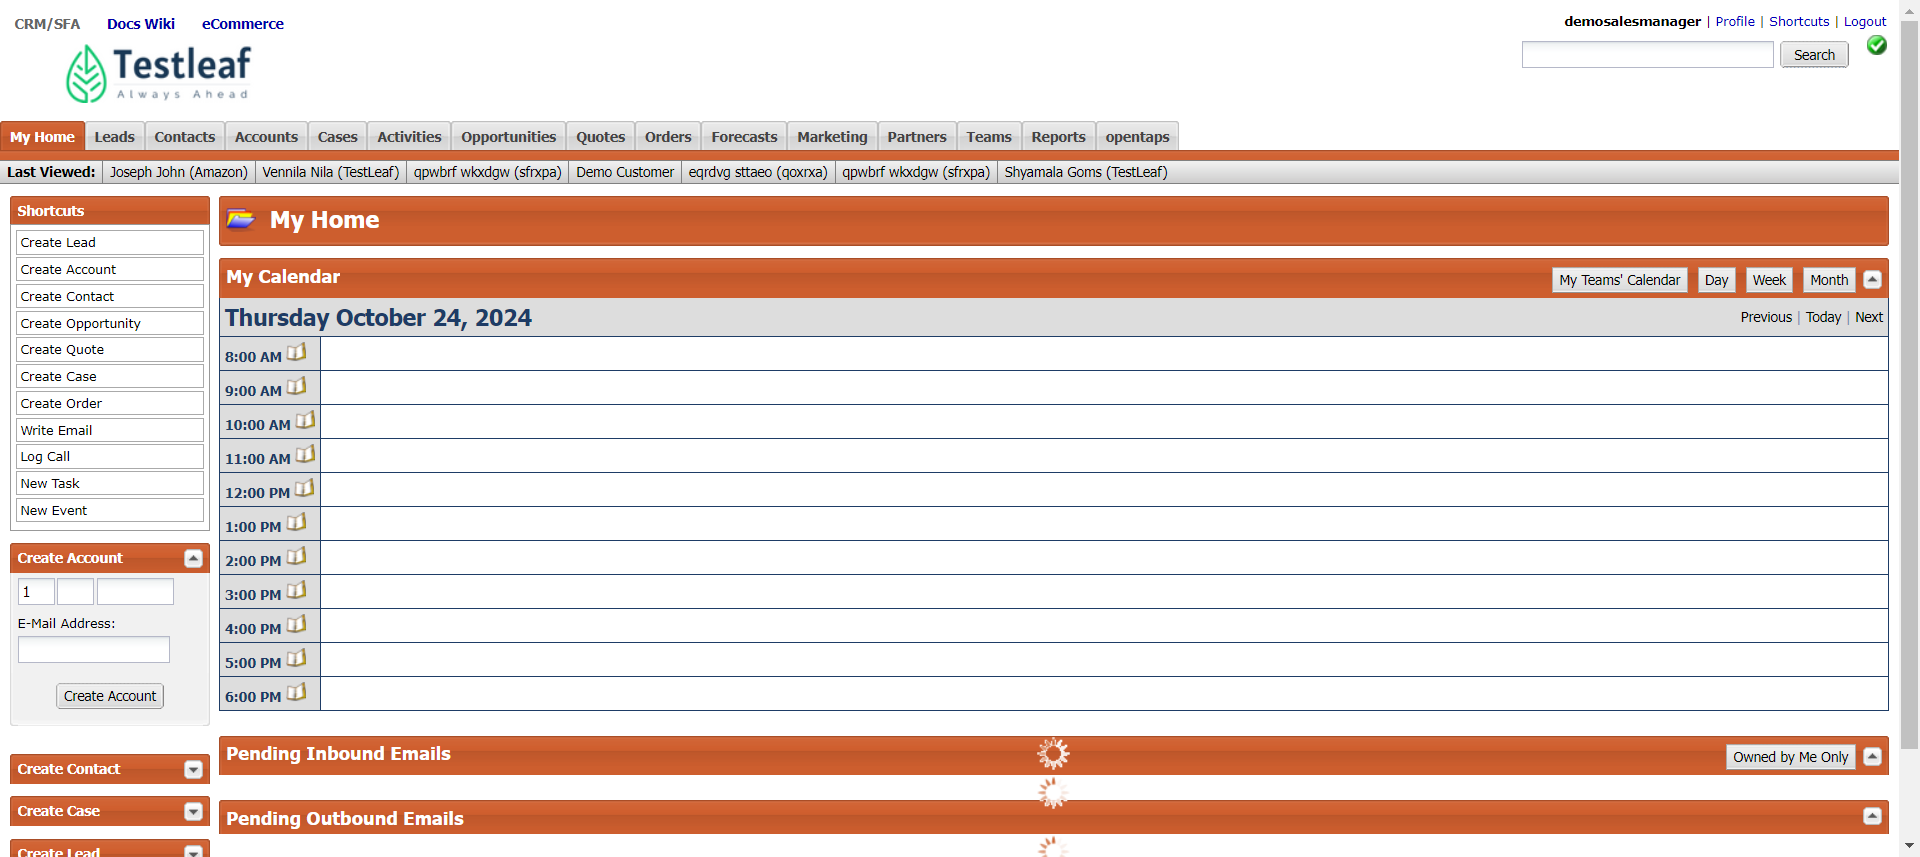 CRM/SFA Docs Wiki eCommerce
demosalesmanager | Profile | Shortcuts | Logout
Testleaf
Always Ahead
Search
My Home Leads Contacts Accounts Cases Activities Opportunities Quotes Orders Forecasts Marketing Partners Teams Reports opentaps
Last Viewed: Joseph John (Amazon) Vennila Nila (TestLeaf) qpwbrf wkxdgw (sfrxpa) Demo Customer eqrdvg sttaeo (qoxrxa) qpwbrf wkxdgw (sfrxpa) Shyamala Goms (TestLeaf)
Shortcuts
Create Lead
Create Account
Create Contact
Create Opportunity
Create Quote
Create Case
Create Order
Write Email
Log Call
New Task
New Event
Create Account
1
E-Mail Address:
Create Account
Create Contact
Create Case
Create Lead
My Home
My Calendar
My Teams' Calendar Day Week Month
Thursday October 24, 2024
Previous | Today | Next
8:00 AM
9:00 AM
10:00 AM
11:00 AM
12:00 PM
1:00 PM
2:00 PM
3:00 PM
4:00 PM
5:00 PM
6:00 PM
Pending Inbound Emails
Owned by Me Only
Pending Outbound Emails